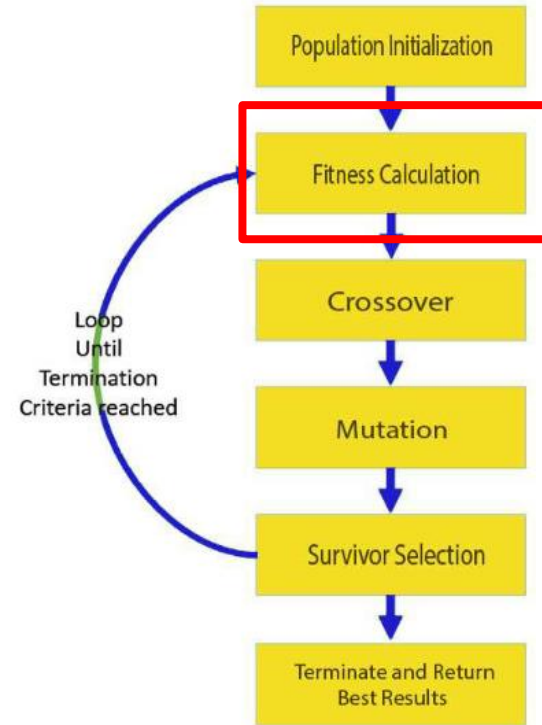 Population Initialization
Fitness Calculation
Crossover
Loop
Until
Termination
Criteria reached
Mutation
Survivor Selection
Terminate and Return
Best Results